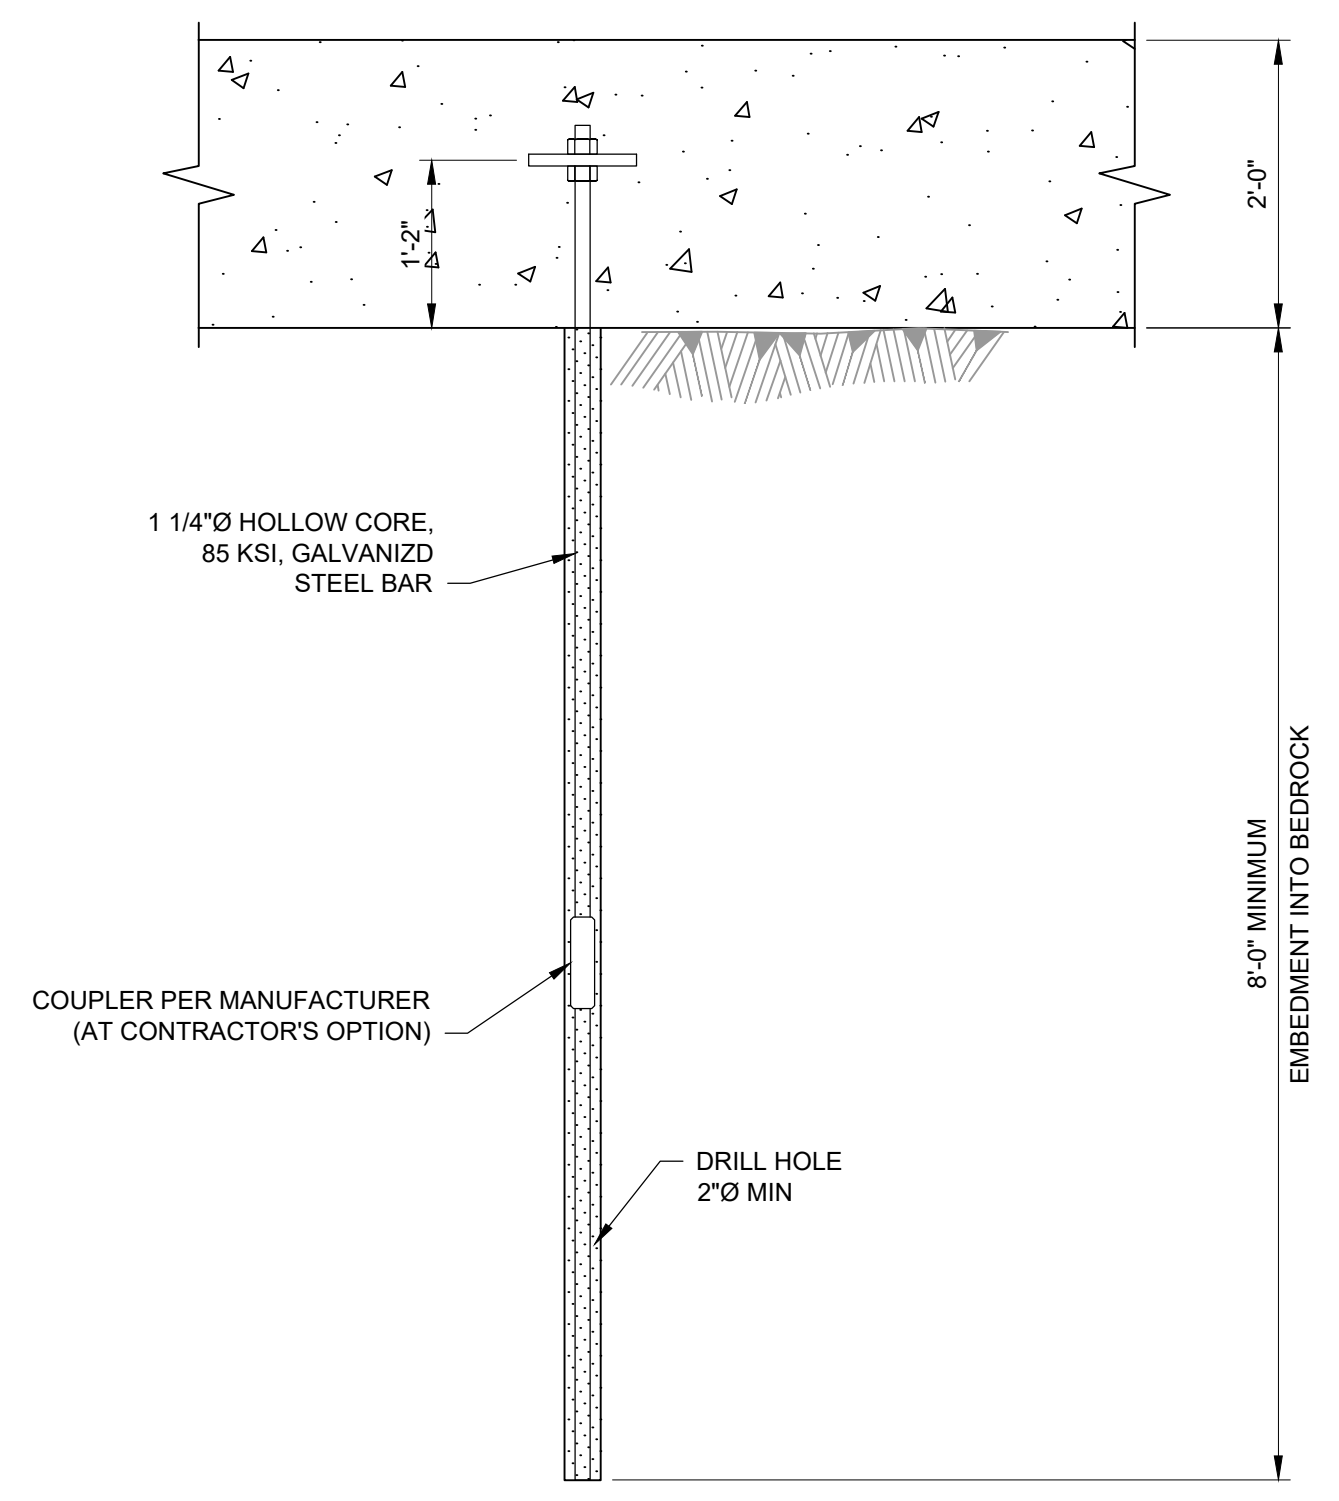 2'-0"
1'-2"
1 1/4"Ø HOLLOW CORE,
85 KSI, GALVANIZD
STEEL BAR
8'-0" MINIMUM
EMBEDMENT INTO BEDROCK
COUPLER PER MANUFACTURER
(AT CONTRACTOR'S OPTION)
DRILL HOLE
2"Ø MIN